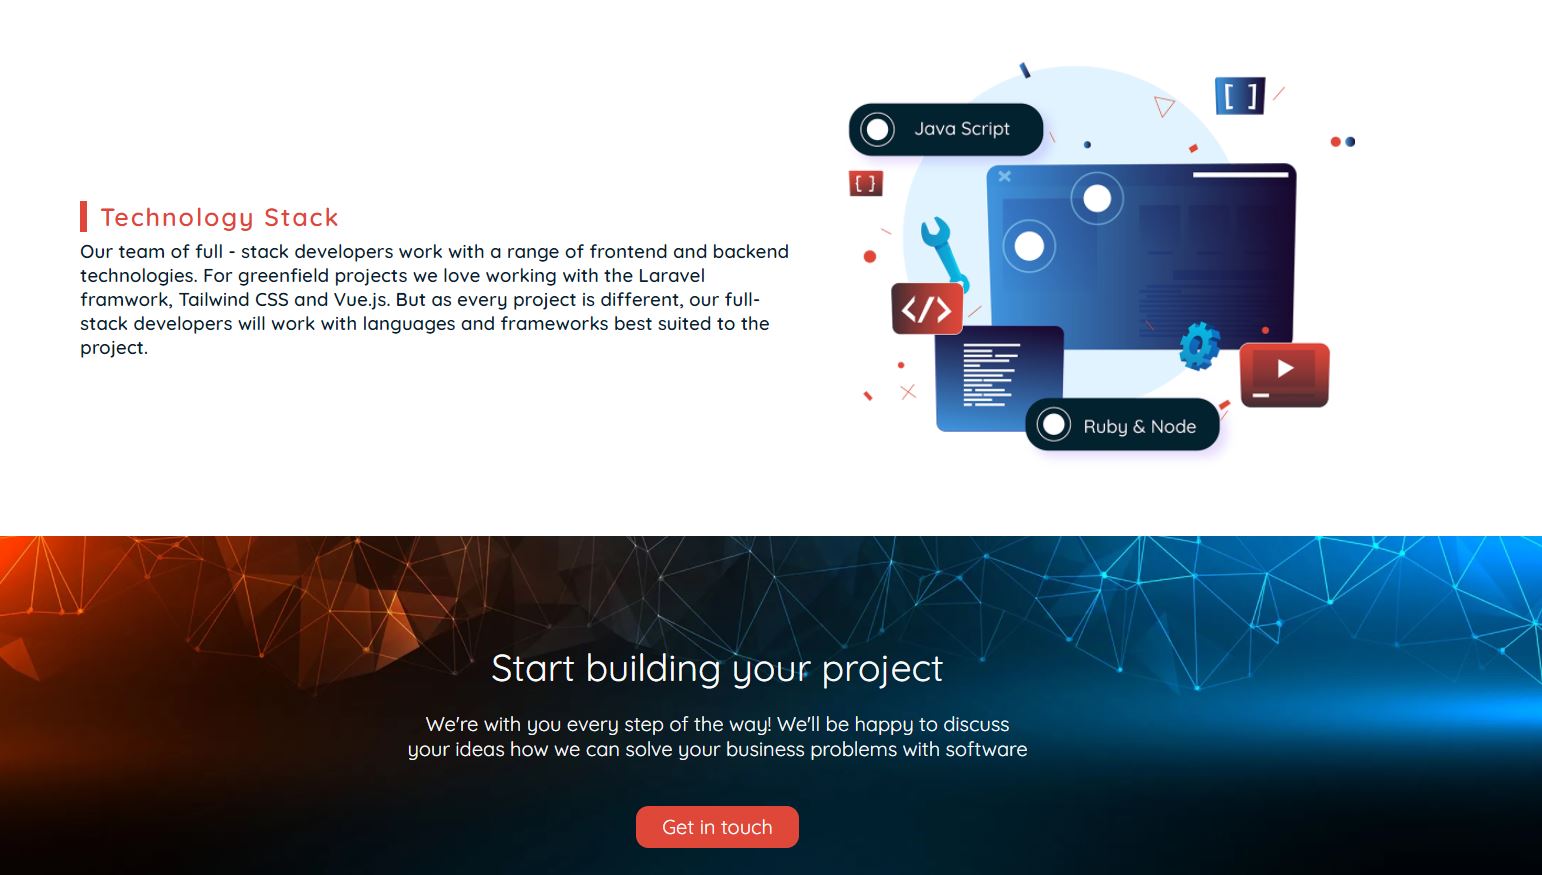 Java Script
[ ]
{ }
Technology Stack
Our team of full - stack developers work with a range of frontend and backend
technologies. For greenfield projects we love working with the Laravel
framwork, Tailwind CSS and Vue.js. But as every project is different, our full-
stack developers will work with languages and frameworks best suited to the
project.
</>
Ruby & Node
Start building your project
We're with you every step of the way! We'll be happy to discuss
your ideas how we can solve your business problems with software
Get in touch